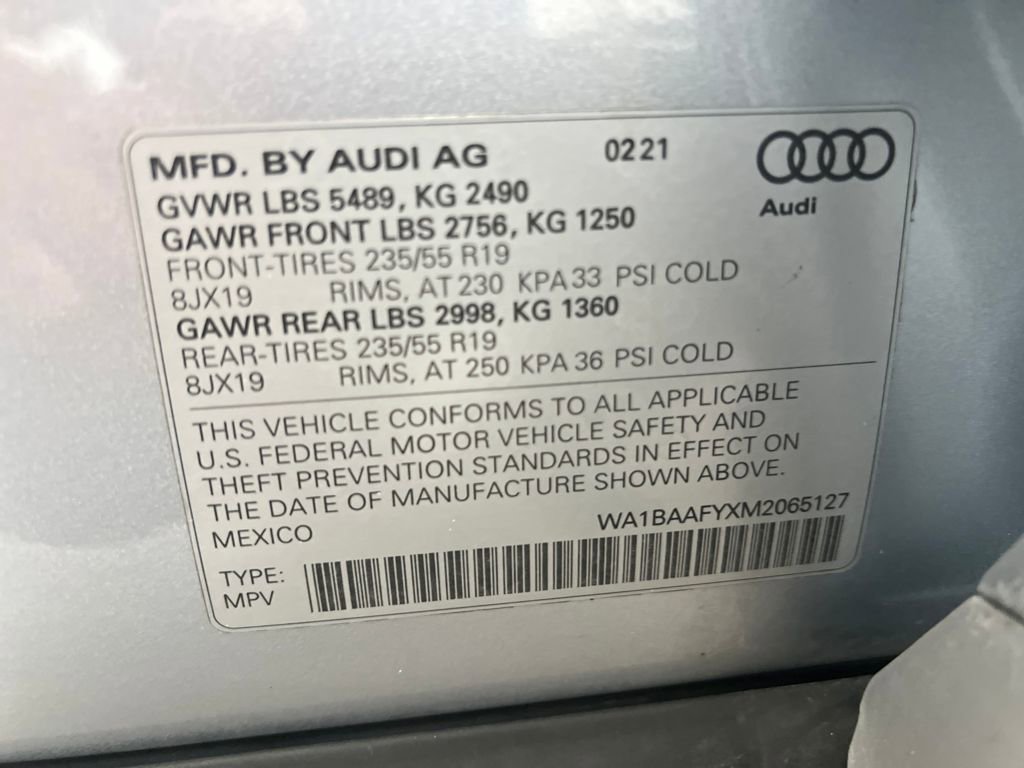 MFD. BY AUDI AG 0221
Audi
GVWR LBS 5489, KG 2490
GAWR FRONT LBS 2756, KG 1250
FRONT-TIRES 235/55 R19
8JX19 RIMS, AT 230 KPA 33 PSI COLD
GAWR REAR LBS 2998, KG 1360
REAR-TIRES 235/55 R19
8JX19 RIMS, AT 250 KPA 36 PSI COLD
THIS VEHICLE CONFORMS TO ALL APPLICABLE
U.S. FEDERAL MOTOR VEHICLE SAFETY AND
THEFT PREVENTION STANDARDS IN EFFECT ON
THE DATE OF MANUFACTURE SHOWN ABOVE.
MEXICO WA1BAAFYXM2065127
TYPE:
MPV